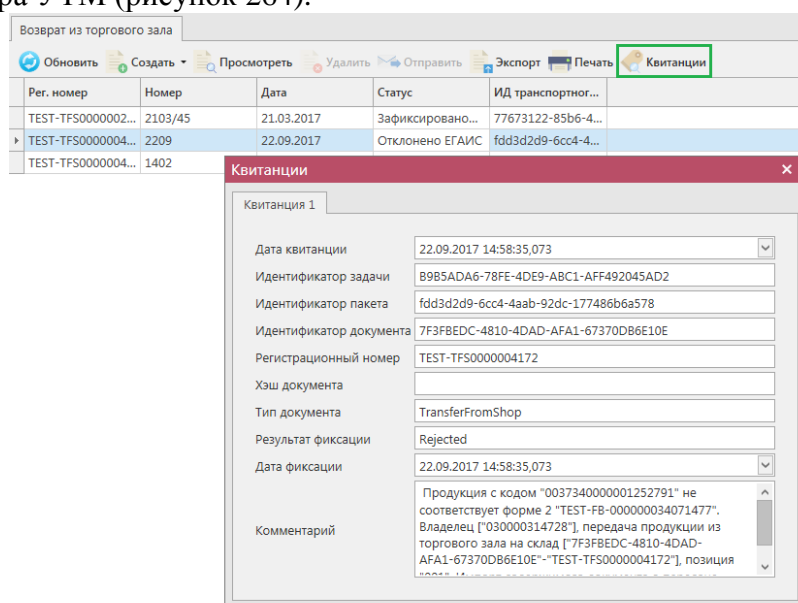 ра УТМ (рисунок 264).
Возврат из торгового зала
Обновить Создать Просмотреть Удалить Отправить Экспорт Печать Квитанции
Рег. номер Номер Дата Статус ИД транспортног...
TEST-TFS0000002... 2103/45 21.03.2017 Зафиксировано... 77673122-85b6-4...
TEST-TFS0000004... 2209 22.09.2017 Отклонено ЕГАИС fdd3d2d9-6cc4-4...
TEST-TFS0000004... 1402
Квитанции
Квитанция 1
Дата квитанции 22.09.2017 14:58:35,073
Идентификатор задачи B9B5ADA6-78FE-4DE9-ABC1-AFF492045AD2
Идентификатор пакета fdd3d2d9-6cc4-4aab-92dc-177486b6a578
Идентификатор документа 7F3FBEDC-4810-4DAD-AFA1-67370DB6E10E
Регистрационный номер TEST-TFS0000004172
Хэш документа
Тип документа TransferFromShop
Результат фиксации Rejected
Дата фиксации 22.09.2017 14:58:35,073
Комментарий
Продукция с кодом "0037340000001252791" не
соответствует форме 2 "TEST-FB-000000034071477".
Владелец ["030000314728"], передача продукции из
торгового зала на склад ["7F3FBEDC-4810-4DAD-
AFA1-67370DB6E10E"-"TEST-TFS0000004172"], позиция